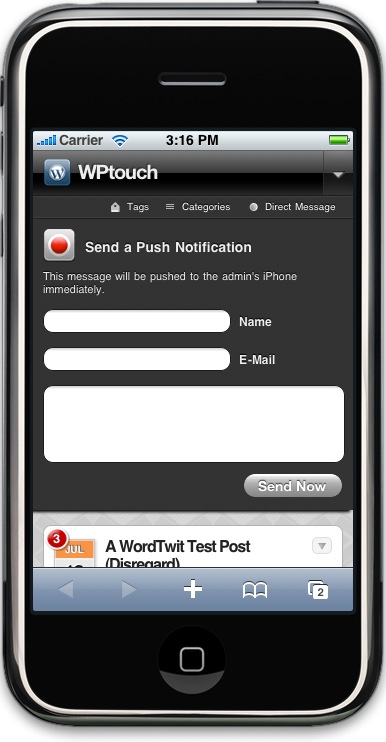 Carrier 3:16 PM
WPtouch
Tags Categories Direct Message
Send a Push Notification
This message will be pushed to the admin's iPhone
immediately.
Name
E-Mail
Send Now
3
JUL
A WordTwit Test Post
(Disregard)
2